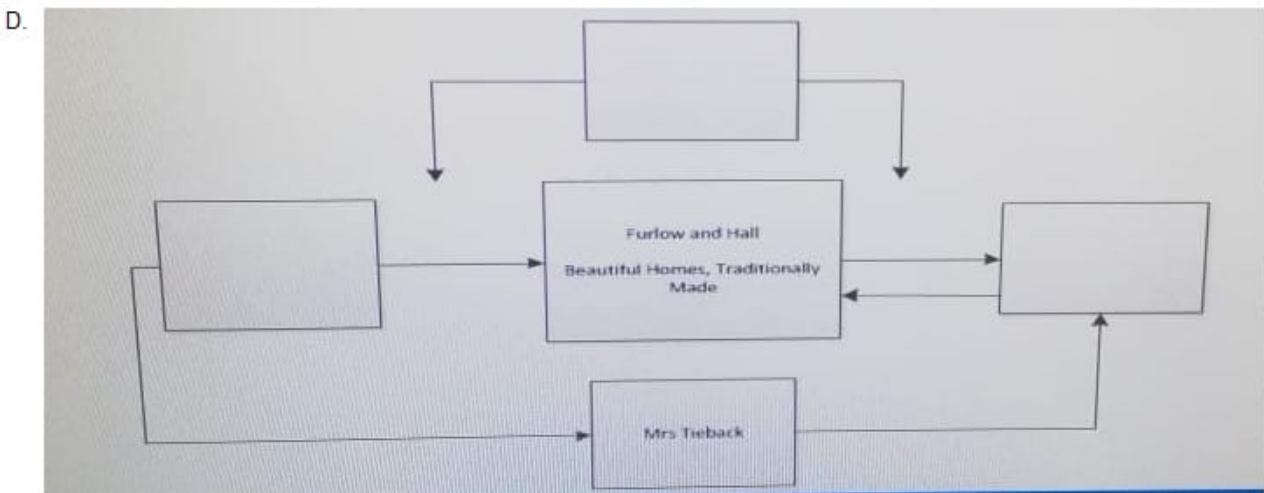 D.
Furlow and Hall
Beautiful Homes, Traditionally
Made
Mrs Tieback